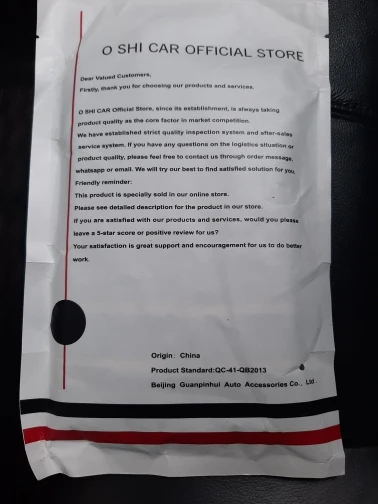 O SHI CAR OFFICIAL STORE
Dear Valued Customers,
Firstly, thank you for choosing our products and services.
O SHI CAR Official Store, since its establishment, is always taking
product quality as the core factor in market competition.
We have established strict quality inspection system and after-sales
service system. If you have any questions on the logistics situation or
product quality, please feel free to contact us through order message,
whatsapp or email. We will try our best to find satisfied solution for you.
Friendly reminder:
This product is specially sold in our online store.
Please see detailed description for the product in our store.
If you are satisfied with our products and services, would you please
leave a 5-star score or positive review for us?
Your satisfaction is great support and encouragement for us to do better
work.
Origin: China
Product Standard:QC-41-QB2013
Beijing Guanpinhui Auto Accessories Co., Ltd.